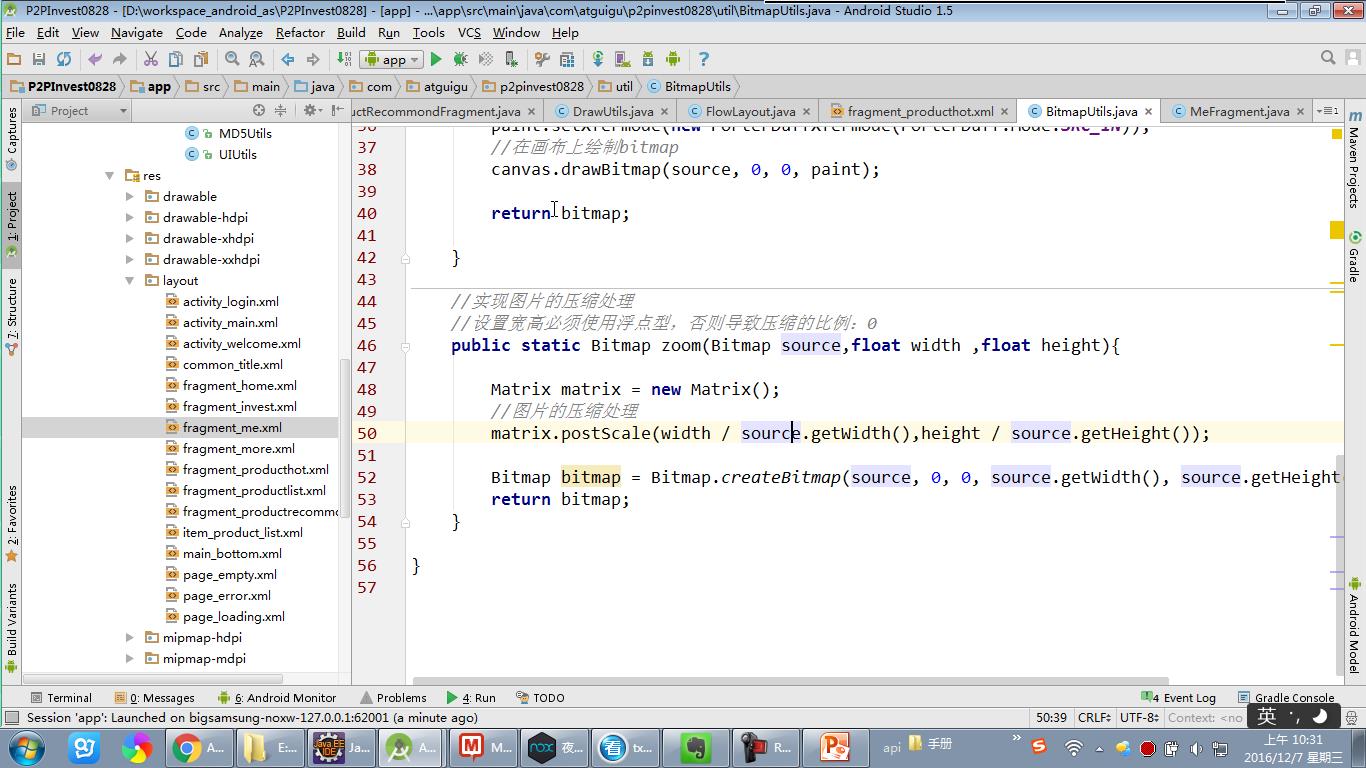 P2PInvest0828 - [D:\workspace_android_as\P2PInvest0828] - [app] - ...\app\src\main\java\com\atguigu\p2pinvest0828\util\BitmapUtils.java - Android Studio 1.5
File Edit View Navigate Code Analyze Refactor Build Run Tools VCS Window Help
app
P2PInvest0828 app src main java com atguigu p2pinvest0828 util BitmapUtils
Project
uctRecommondFragment.java DrawUtils.java FlowLayout.java fragment_producthot.xml BitmapUtils.java MeFragment.java
Captures
1: Project
7: Structure
2: Favorites
Build Variants
MD5Utils
UIUtils
res
drawable
drawable-hdpi
drawable-xhdpi
drawable-xxhdpi
layout
activity_login.xml
activity_main.xml
activity_welcome.xml
common_title.xml
fragment_home.xml
fragment_invest.xml
fragment_me.xml
fragment_more.xml
fragment_producthot.xml
fragment_productlist.xml
fragment_productrecommo
item_product_list.xml
main_bottom.xml
page_empty.xml
page_error.xml
page_loading.xml
mipmap-hdpi
mipmap-mdpi
36 paint.setXfermode(new PorterDuffXfermode(PorterDuff.Mode.SRC_IN));
37 //在画布上绘制bitmap
38 canvas.drawBitmap(source, 0, 0, paint);
39
40 return bitmap;
41
42 }
43
44 //实现图片的压缩处理
45 //设置宽高必须使用浮点型，否则导致压缩的比例：0
46 public static Bitmap zoom(Bitmap source,float width ,float height){
47
48 Matrix matrix = new Matrix();
49 //图片的压缩处理
50 matrix.postScale(width / source.getWidth(),height / source.getHeight());
51
52 Bitmap bitmap = Bitmap.createBitmap(source, 0, 0, source.getWidth(), source.getHeight
53 return bitmap;
54 }
55
56 }
57
Maven Projects
Gradle
Android Model
Terminal 0: Messages 6: Android Monitor Problems 4: Run TODO 4 Event Log Gradle Console
Session 'app': Launched on bigsamsung-noxw-127.0.0.1:62001 (a minute ago) 50:39 CRLF UTF-8 Context: <no
英
A... E:... Ja... A... M... 夜... tx... R...
api 手册
上午 10:31
2016/12/7 星期三